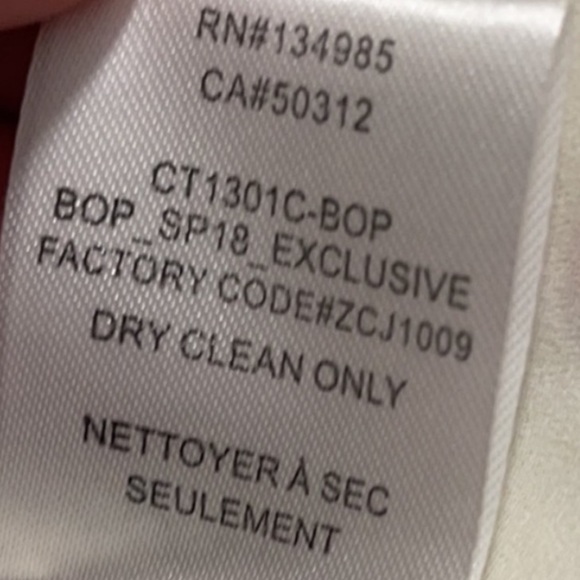 RN#134985
CA#50312
CT1301C-BOP
BOP_SP18_EXCLUSIVE
FACTORY CODE#ZCJ1009
DRY CLEAN ONLY
NETTOYER À SEC
SEULEMENT